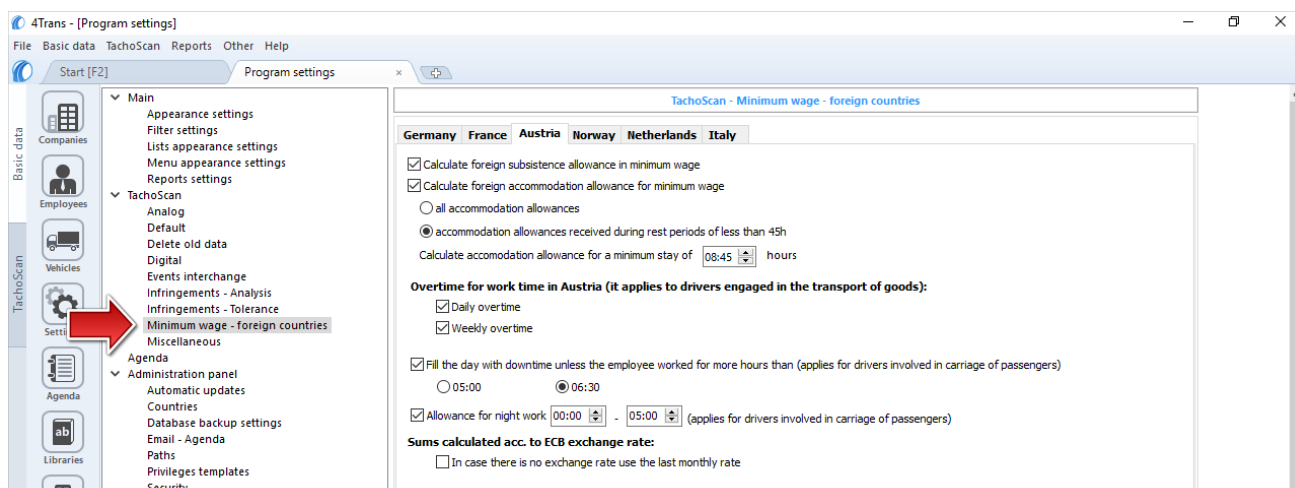 4Trans - [Program settings]
File Basic data TachoScan Reports Other Help
Start [F2]
Program settings
Basic data
TachoScan
Companies
Employees
Vehicles
Agenda
Libraries
ab
Main
Appearance settings
Filter settings
Lists appearance settings
Menu appearance settings
Reports settings
TachoScan
Analog
Default
Delete old data
Digital
Events interchange
Infringements - Analysis
Infringements - Tolerance
Minimum wage - foreign countries
Miscellaneous
Agenda
Administration panel
Automatic updates
Countries
Database backup settings
Email - Agenda
Paths
Privileges templates
Security
TachoScan - Minimum wage - foreign countries
Germany France Austria Norway Netherlands Italy
Calculate foreign subsistence allowance in minimum wage
Calculate foreign accommodation allowance for minimum wage
all accommodation allowances
accommodation allowances received during rest periods of less than 45h
Calculate accomodation allowance for a minimum stay of 08:45 hours
Overtime for work time in Austria (it applies to drivers engaged in the transport of goods):
Daily overtime
Weekly overtime
Fill the day with downtime unless the employee worked for more hours than (applies for drivers involved in carriage of passengers)
05:00 06:30
Allowance for night work 00:00 - 05:00 (applies for drivers involved in carriage of passengers)
Sums calculated acc. to ECB exchange rate:
In case there is no exchange rate use the last monthly rate